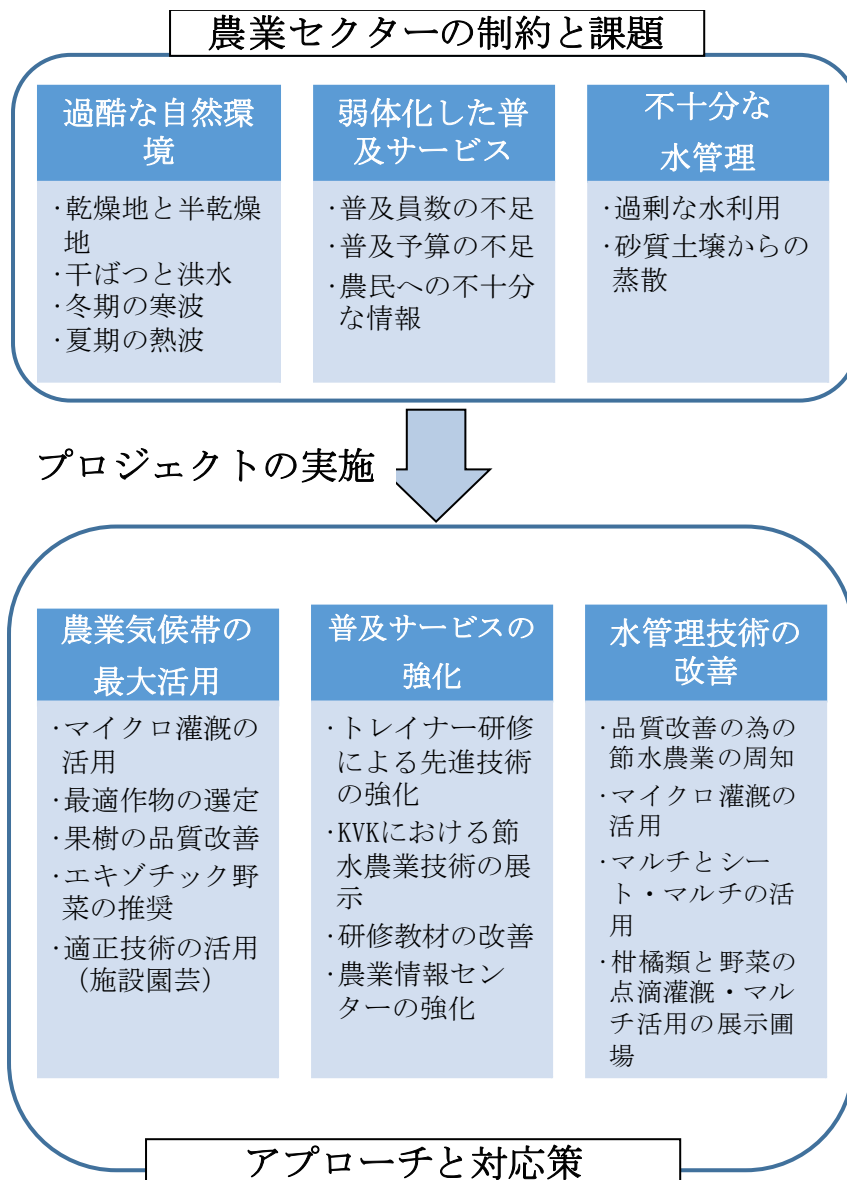 農業セクターの制約と課題
過酷な自然環
境
・乾燥地と半乾燥
地
・干ばつと洪水
・冬期の寒波
・夏期の熱波
弱体化した普
及サービス
・普及員数の不足
・普及予算の不足
・農民への不十分
な情報
不十分な
水管理
・過剰な水利用
・砂質土壌からの
蒸散
プロジェクトの実施
農業気候帯の
最大活用
・マイクロ灌漑の
活用
・最適作物の選定
・果樹の品質改善
・エキゾチック野
菜の推奨
・適正技術の活用
（施設園芸）
普及サービスの
強化
・トレイナー研修
による先進技術
の強化
・KVKにおける節
水農業技術の展
示
・研修教材の改善
・農業情報セン
ターの強化
水管理技術の
改善
・品質改善の為の
節水農業の周知
・マイクロ灌漑の
活用
・マルチとシー
ト・マルチの活
用
・柑橘類と野菜の
点滴灌漑・マル
チ活用の展示圃
場
アプローチと対応策